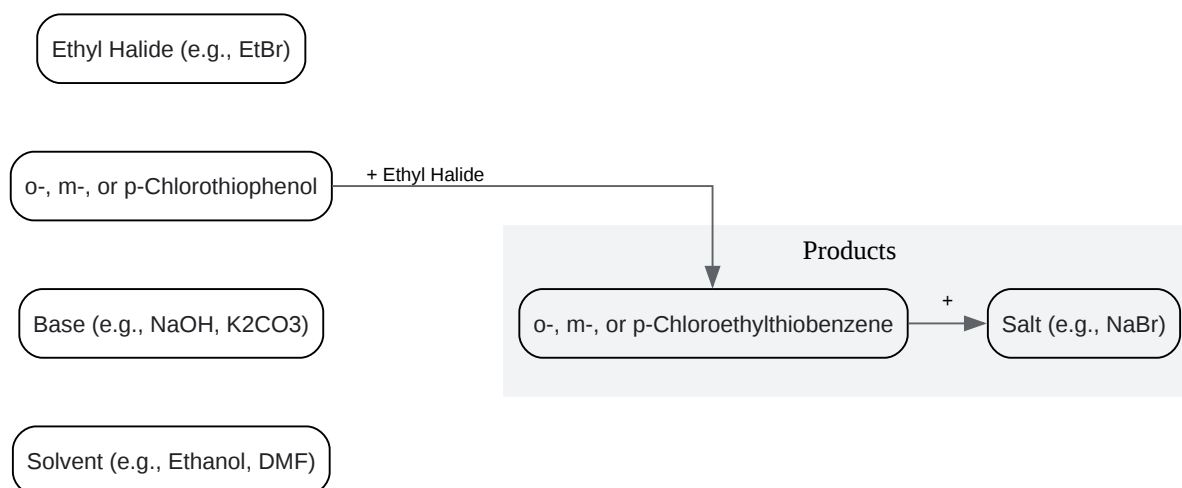 Ethyl Halide (e.g., EtBr)
o-, m-, or p-Chlorothiophenol
+ Ethyl Halide
Products
Base (e.g., NaOH, K2CO3)
o-, m-, or p-Chloroethylthiobenzene
+
Salt (e.g., NaBr)
Solvent (e.g., Ethanol, DMF)